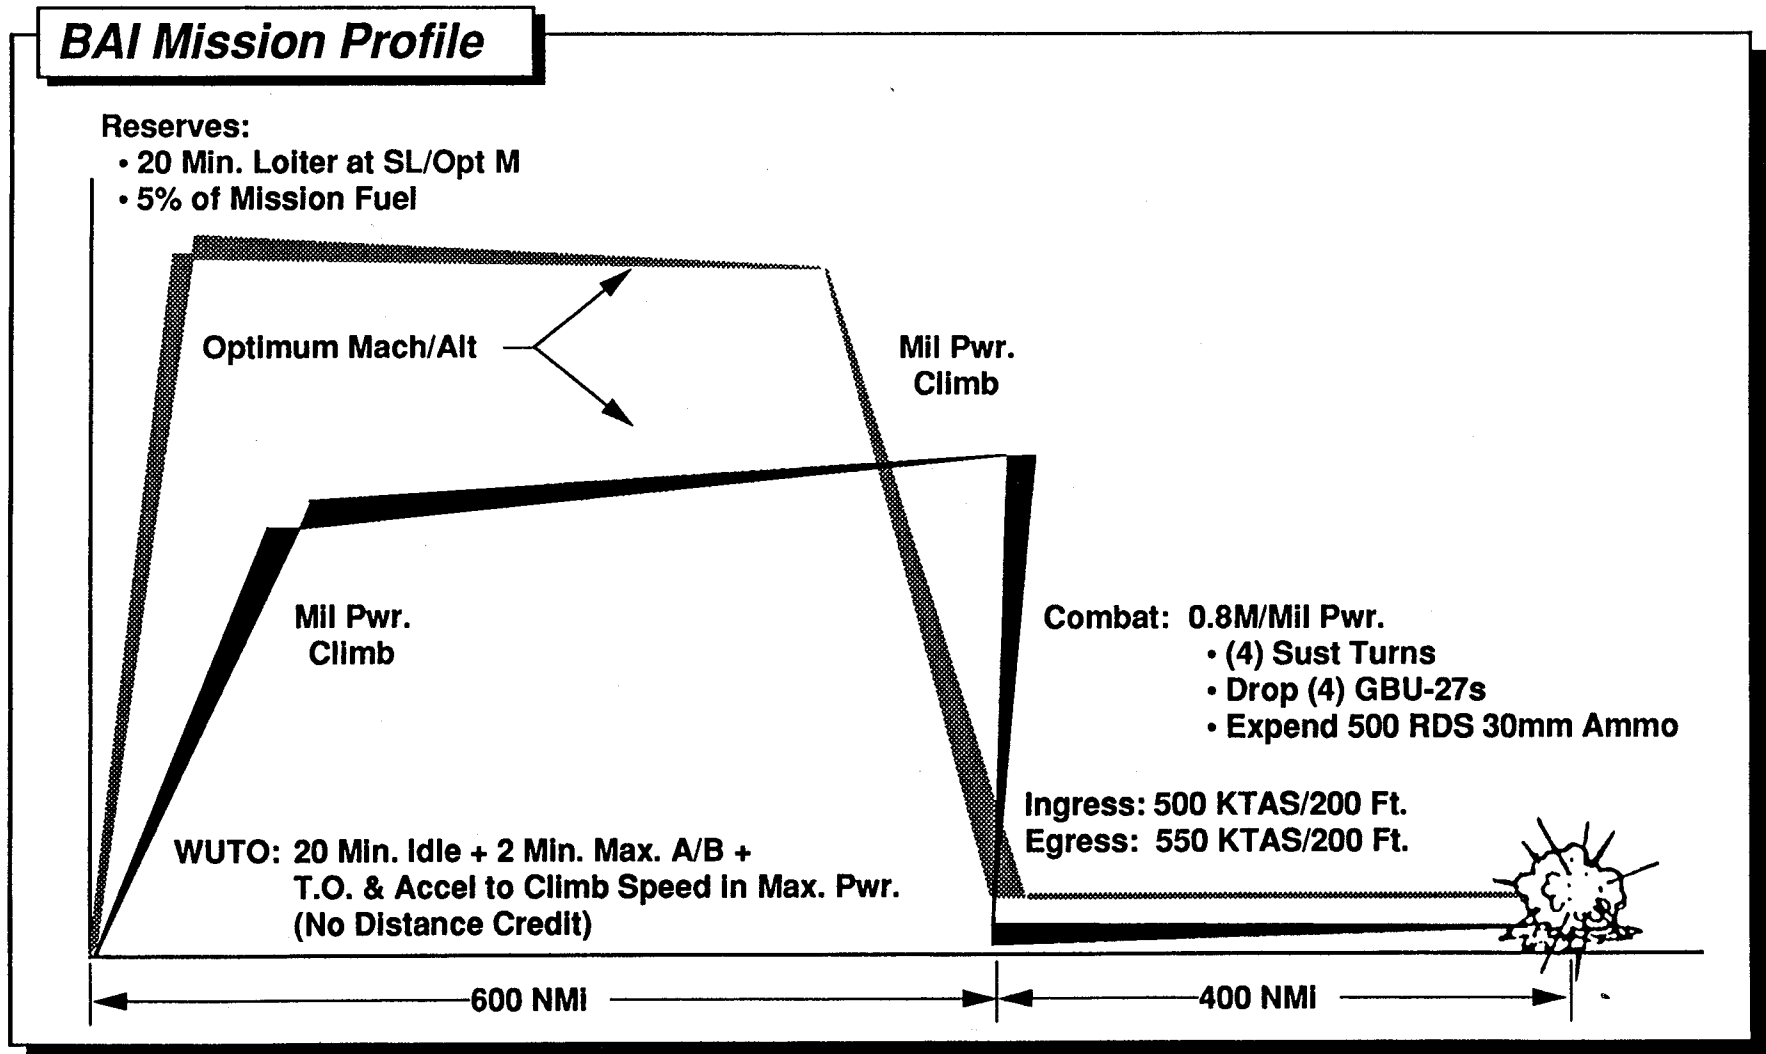 BAI Mission Profile
Reserves:
• 20 Min. Loiter at SL/Opt M
• 5% of Mission Fuel
Optimum Mach/Alt
Mil Pwr.
Climb
Mil Pwr.
Climb
Combat: 0.8M/Mil Pwr.
• (4) Sust Turns
• Drop (4) GBU-27s
• Expend 500 RDS 30mm Ammo
Ingress: 500 KTAS/200 Ft.
Egress: 550 KTAS/200 Ft.
WUTO: 20 Min. Idle + 2 Min. Max. A/B +
T.O. & Accel to Climb Speed in Max. Pwr.
(No Distance Credit)
600 NMi
400 NMi